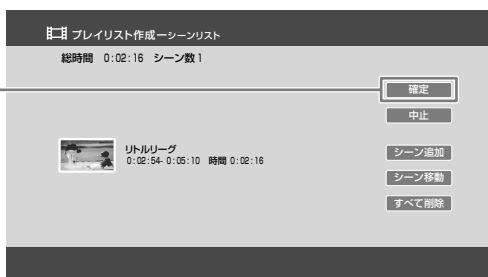 プレイリスト作成ーシーンリスト
総時間 0:02:16 シーン数1
確定
中止
リトルリーグ
0:02:54-0:05:10 時間 0:02:16
シーン追加
シーン移動
すべて削除